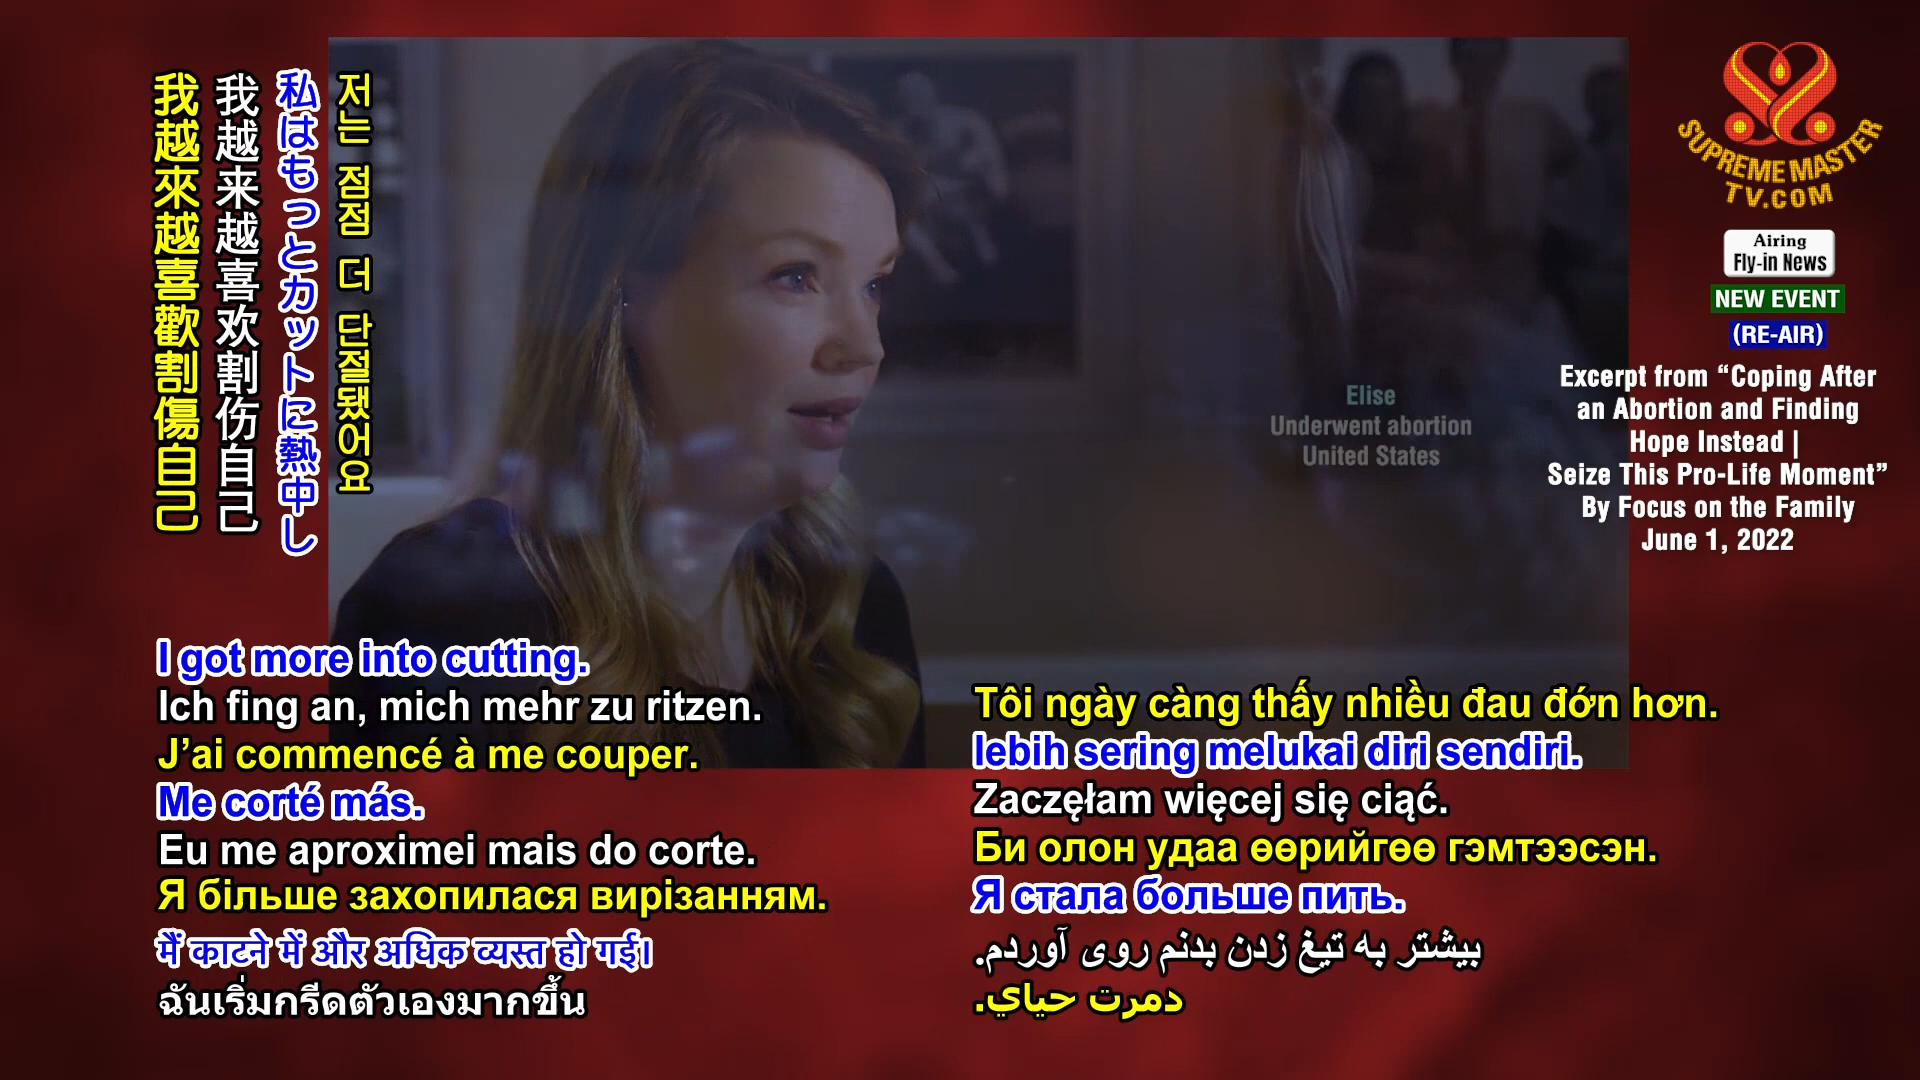 我越來越喜歡割傷自己
我越来越喜欢割伤自己
私はもっとカットに熱中し
저는 점점 더 단절됐어요
SUPREME MASTER
TV.COM
Airing
Fly-in News
NEW EVENT
(RE-AIR)
Excerpt from “Coping After
an Abortion and Finding
Hope Instead |
Seize This Pro-Life Moment”
By Focus on the Family
June 1, 2022
Elise
Underwent abortion
United States
I got more into cutting.
Ich fing an, mich mehr zu ritzen.
J’ai commencé à me couper.
Me corté más.
Eu me aproximei mais do corte.
Я більше захопилася вирізанням.
मैं काटने में और अधिक व्यस्त हो गई।
ฉันเริ่มกรีดตัวเองมากขึ้น
Tôi ngày càng thấy nhiều đau đớn hơn.
lebih sering melukai diri sendiri.
Zaczęłam więcej się ciąć.
Би олон удаа өөрийгөө гэмтээсэн.
Я стала больше пить.
بیشتر به تیغ زدن بدنم روی آوردم.
دمرت حياي.